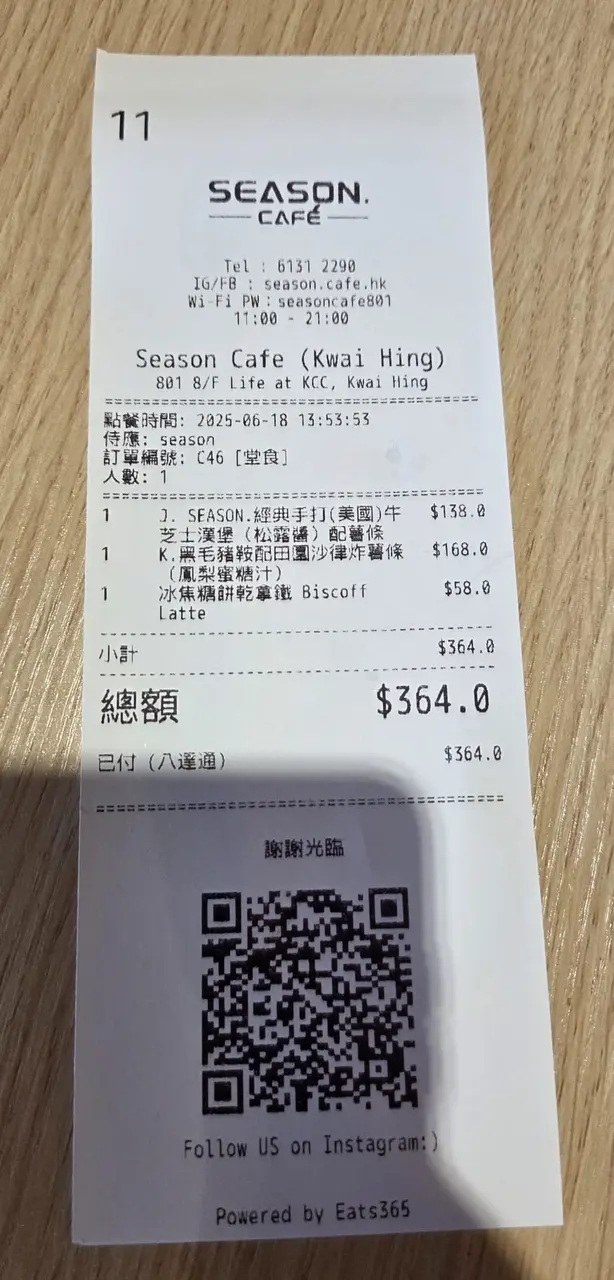 11
SEASON.
CAFÉ
Tel : 6131 2290
IG/FB : season.cafe.hk
Wi-Fi PW : seasoncafe801
11:00 - 21:00
Season Cafe (Kwai Hing)
801 8/F Life at KCC, Kwai Hing
點餐時間: 2025-06-18 13:53:53
侍應: season
訂單編號: C46 [堂食]
人數: 1
1 J. SEASON.經典手打(美國)牛 $138.0
芝士漢堡 (松露醬) 配薯條
1 K.黑毛豬鞍配田園沙律炸薯條 $168.0
(鳳梨蜜糖汁)
1 冰焦糖餅乾拿鐵 Biscoff $58.0
Latte
小計 $364.0
總額 $364.0
已付 (八達通) $364.0
謝謝光臨
Follow US on Instagram:)
Powered by Eats365